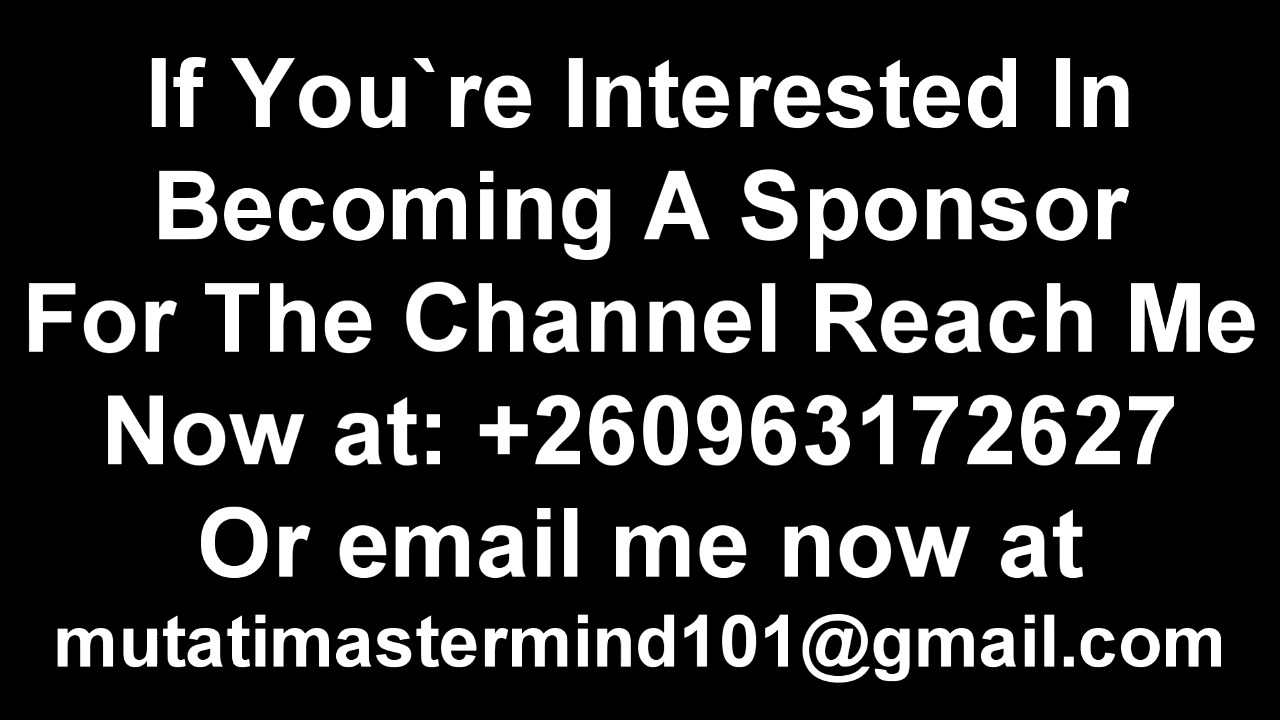 If You`re Interested In
Becoming A Sponsor
For The Channel Reach Me
Now at: +260963172627
Or email me now at
mutatimastermind101@gmail.com